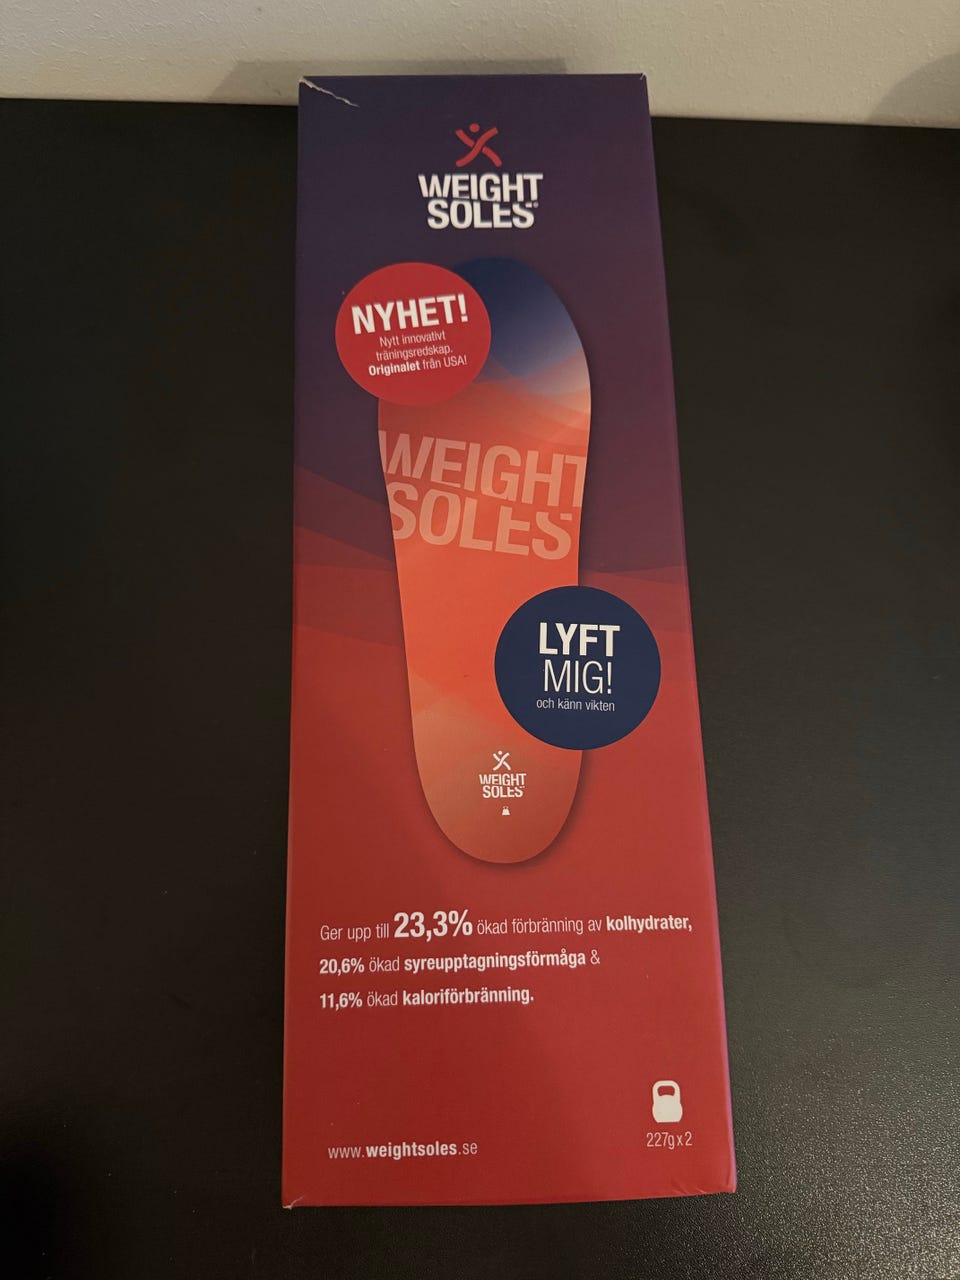 WEIGHT
SOLES
NYHET!
Nytt innovativt
träningsredskap.
Originalet från USA!
WEIGHT
SOLES
LYFT
MIG!
och känn vikten
WEIGHT
SOLES
Ger upp till 23,3% ökad förbränning av kolhydrater,
20,6% ökad syreupptagningsförmåga &
11,6% ökad kaloriförbränning.
www.weightsoles.se
227g x 2